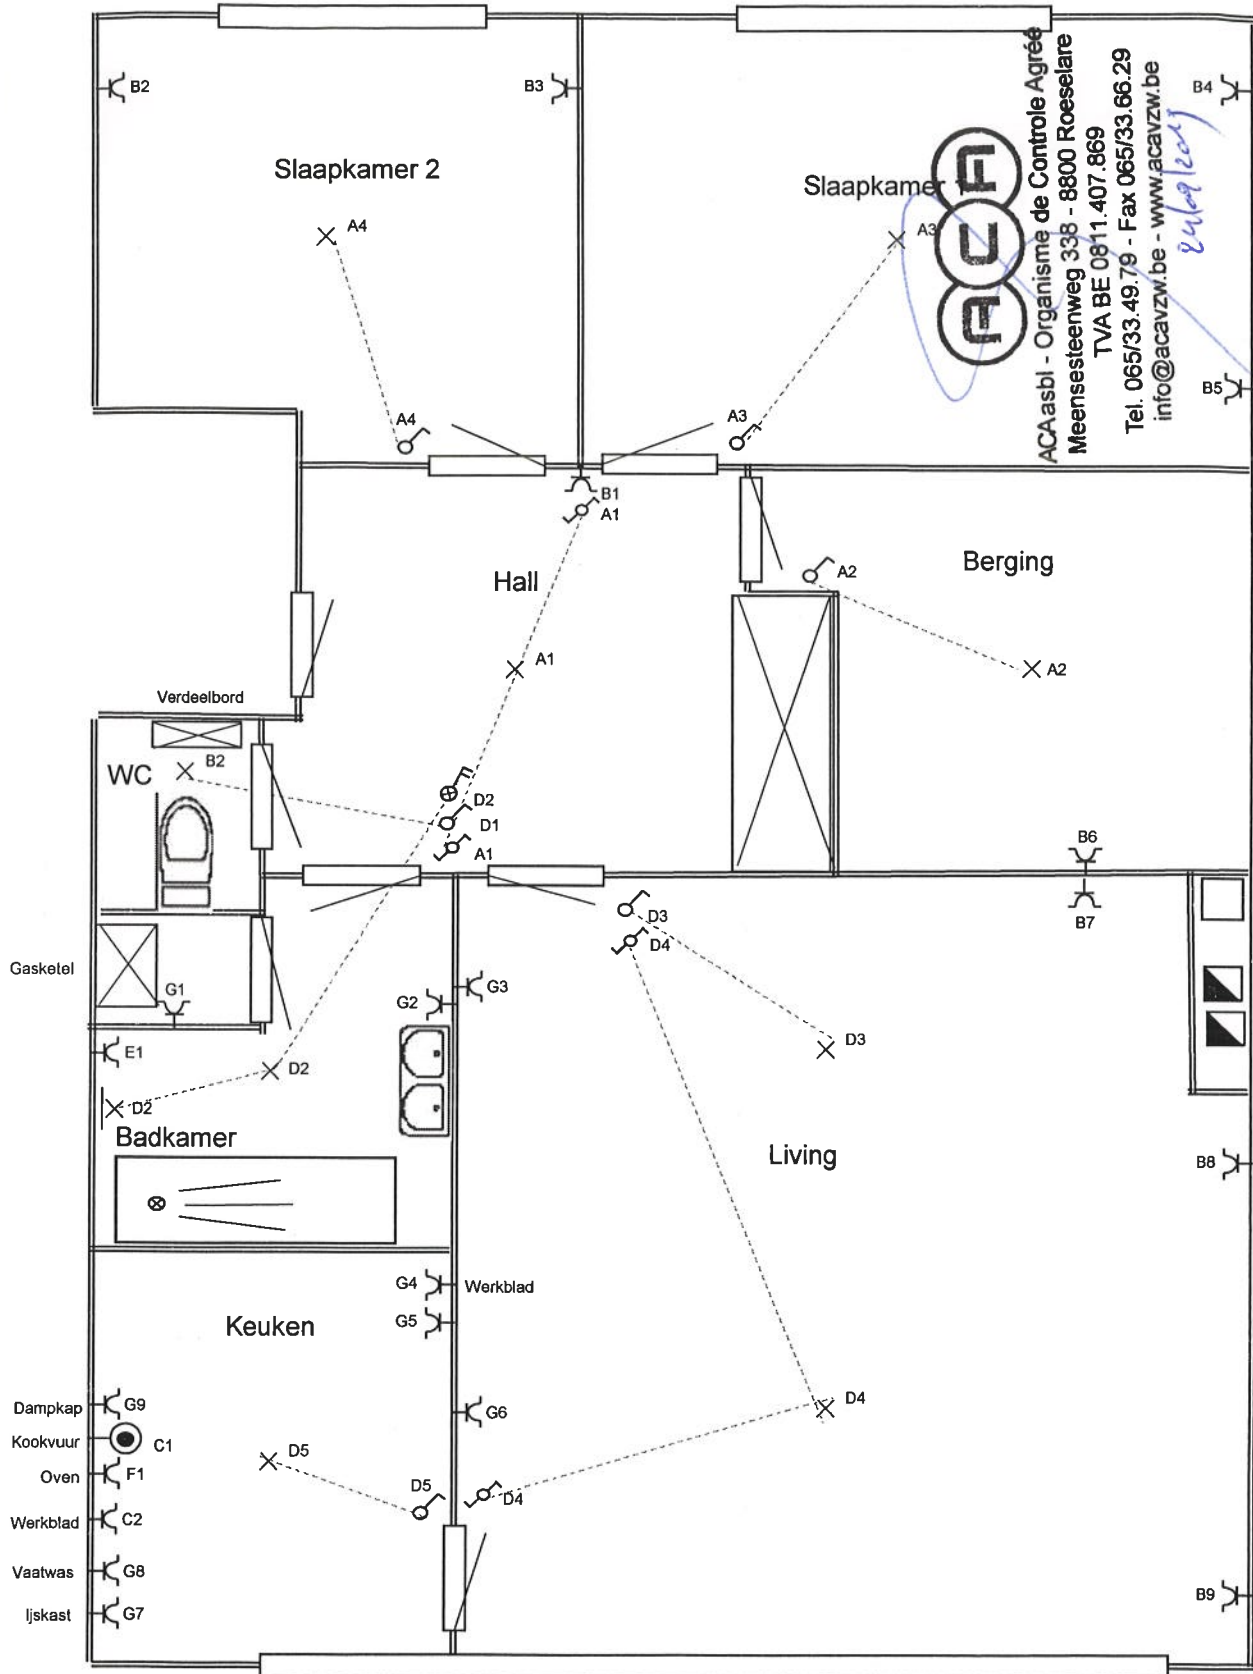 B2
B3
B4
Slaapkamer 2
Slaapkamer 1
A4
A3
B5
A4
A3
ACA
ACAasbl - Organisme de Controle Agrée
Meensesteenweg 338 - 8800 Roeselare
TVA BE 0811.407.869
Tel. 065/33.49.79 - Fax 065/33.66.29
info@acavzw.be - www.acavzw.be
B1
A1
Hall
Berging
A2
A1
A2
Verdeelbord
WC
B2
D2
D1
A1
B6
B7
D3
D4
Gasketel
G1
G2
G3
E1
D2
D3
D2
Badkamer
Living
B8
G4
Werkblad
G5
Keuken
D4
Dampkap
G9
G6
Kookvuur
C1
D5
Oven
F1
D5
D4
Werkblad
C2
Vaatwas
G8
B9
Ijskast
G7